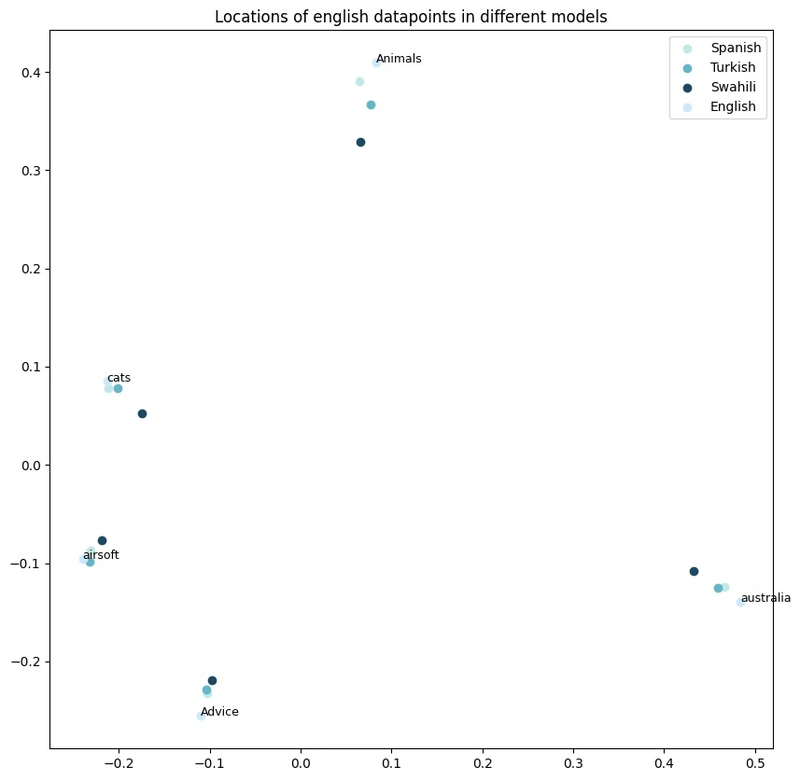 Locations of english datapoints in different models
Spanish
Turkish
Swahili
English
Animals
cats
airsoft
australia
Advice
0.4
0.3
0.2
0.1
0.0
−0.1
−0.2
−0.2 −0.1 0.0 0.1 0.2 0.3 0.4 0.5